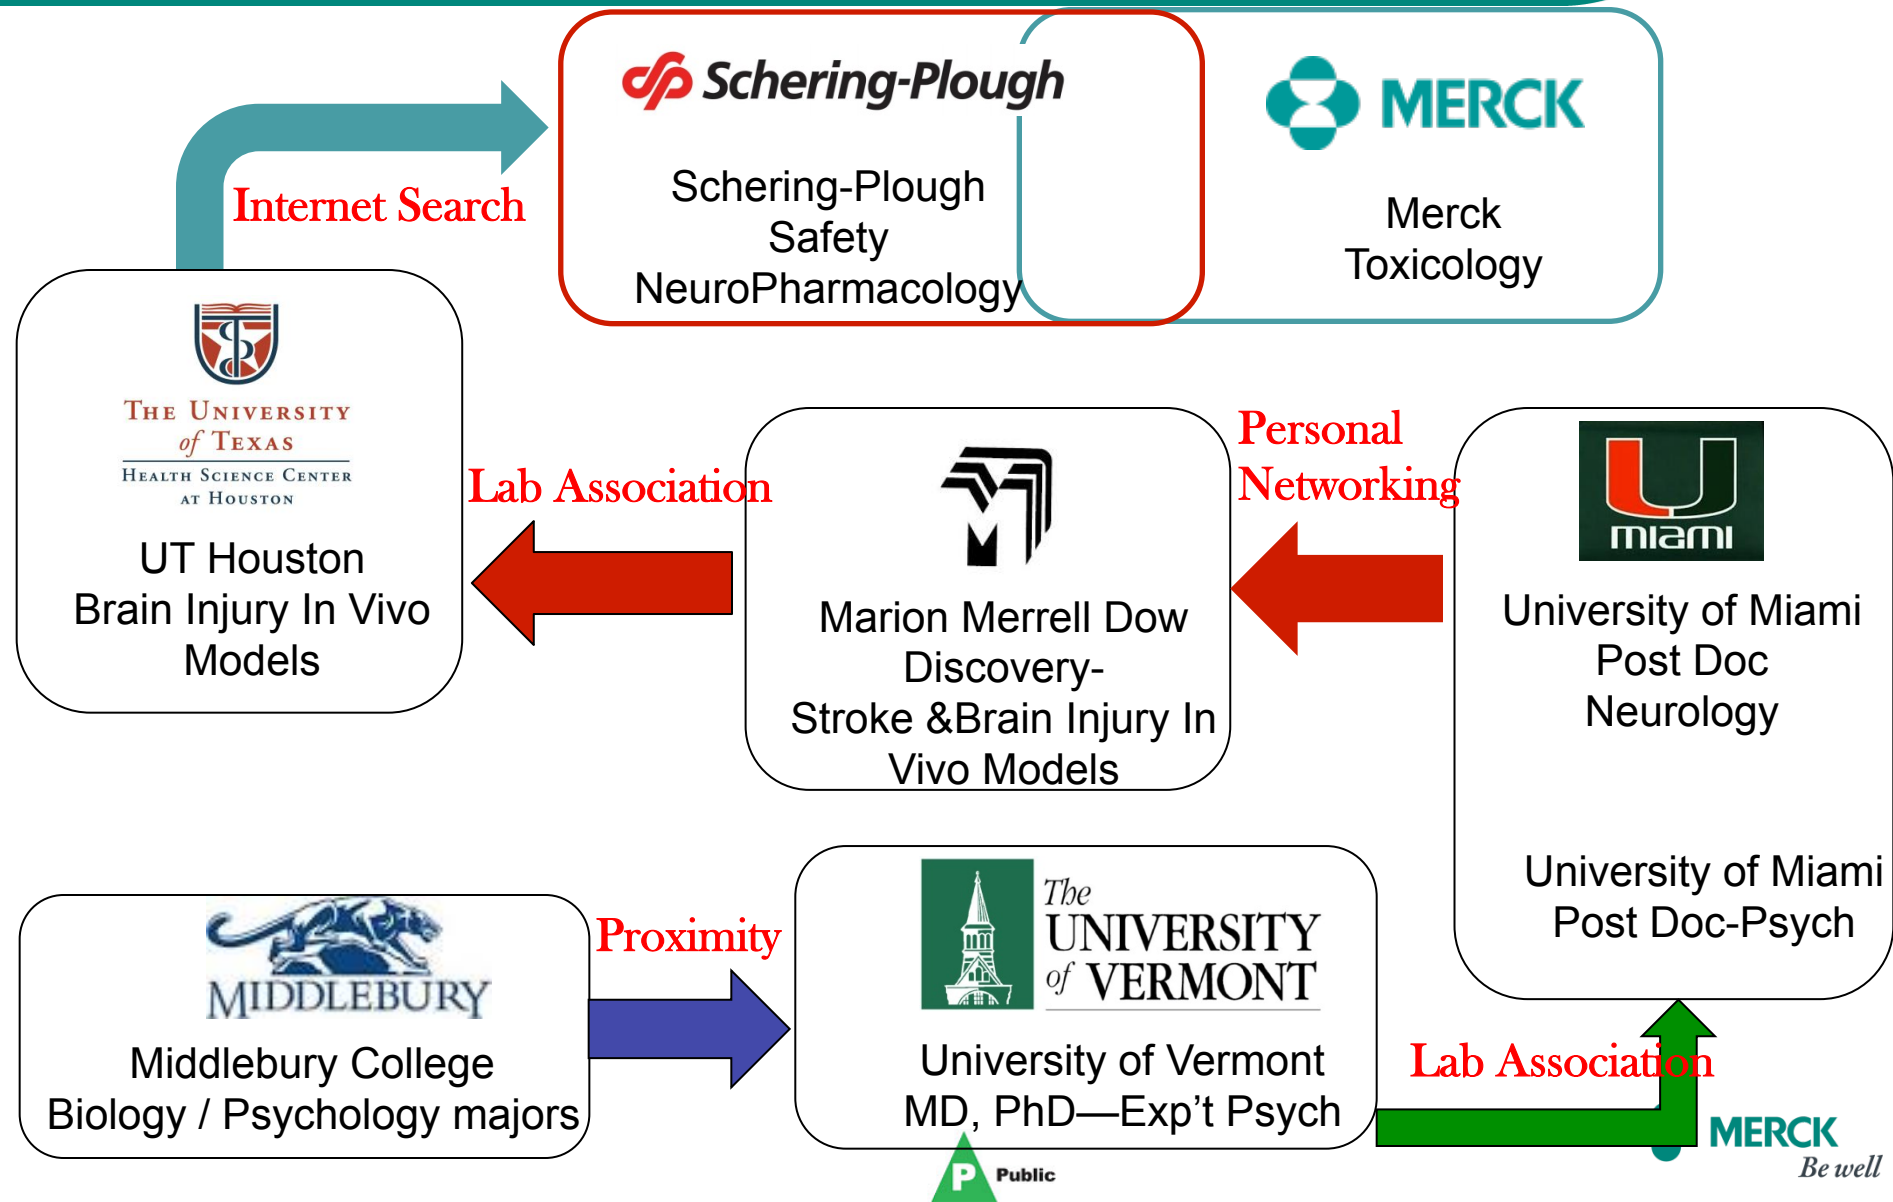 Schering-Plough
Schering-Plough
Safety
NeuroPharmacology
MERCK
Merck
Toxicology
Internet Search
THE UNIVERSITY
of TEXAS
HEALTH SCIENCE CENTER
AT HOUSTON
UT Houston
Brain Injury In Vivo
Models
Lab Association
Marion Merrell Dow
Discovery-
Stroke &Brain Injury In
Vivo Models
Personal
Networking
U
MIAMI
University of Miami
Post Doc
Neurology
University of Miami
Post Doc-Psych
MIDDLEBURY
Middlebury College
Biology / Psychology majors
Proximity
The
UNIVERSITY
of VERMONT
University of Vermont
MD, PhD—Exp't Psych
Lab Association
P Public
MERCK
Be well